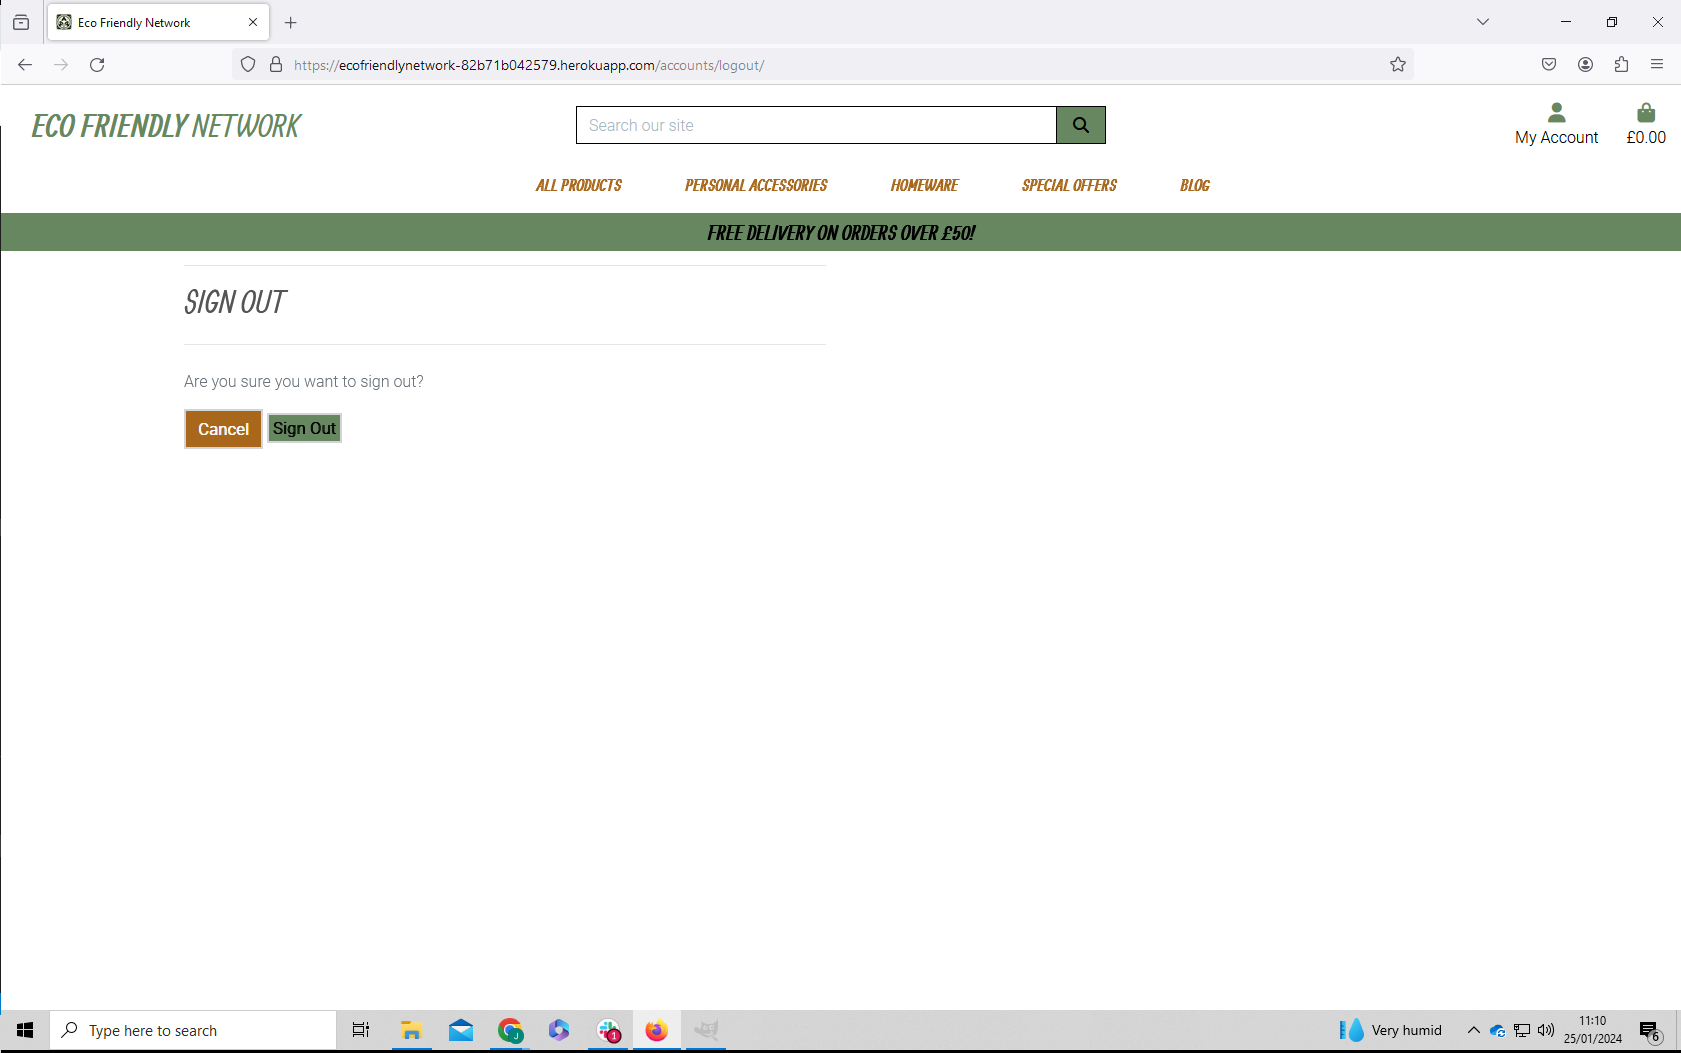 Eco Friendly Network
https://ecofriendlynetwork-82b71b042579.herokuapp.com/accounts/logout/
ECO FRIENDLY NETWORK
Search our site
My Account
£0.00
ALL PRODUCTS
PERSONAL ACCESSORIES
HOMEWARE
SPECIAL OFFERS
BLOG
FREE DELIVERY ON ORDERS OVER £50!
SIGN OUT
Are you sure you want to sign out?
Cancel
Sign Out
Type here to search
J
1
Very humid
11:10
25/01/2024
6